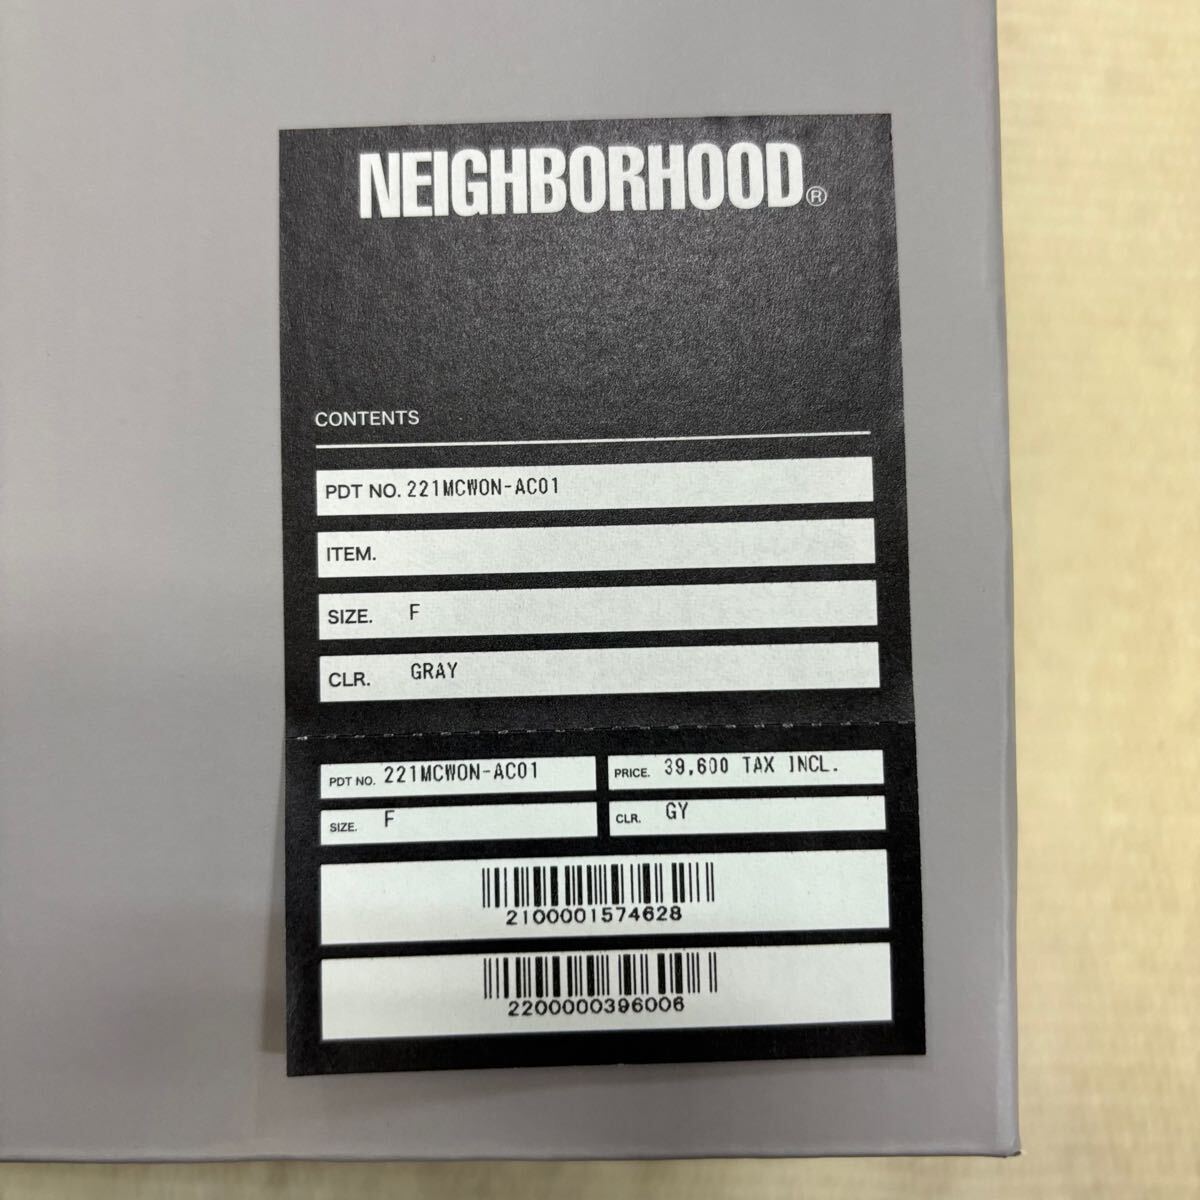 NEIGHBORHOOD®
CONTENTS
PDT NO. 221MCWON-AC01
ITEM.
SIZE. F
CLR. GRAY
PDT NO. 221MCWON-AC01 PRICE. 39,600 TAX INCL.
SIZE. F CLR. GY
2100001574628
2200000396006